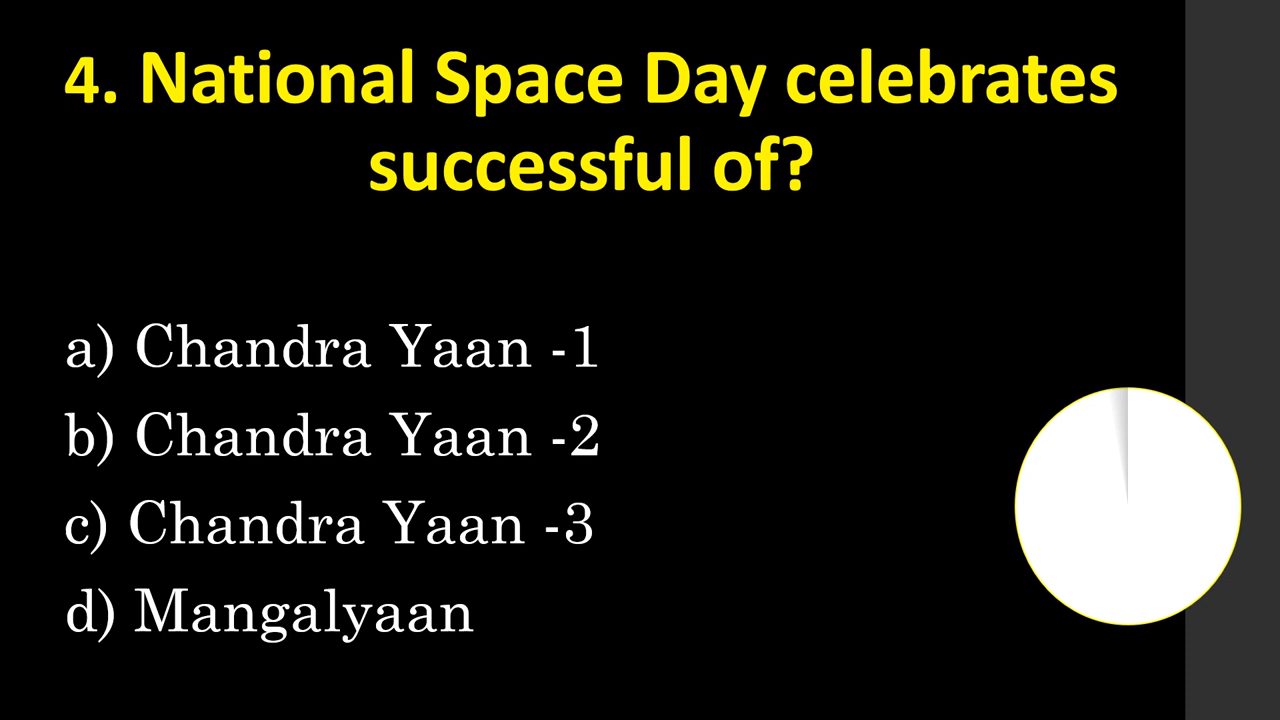 4. National Space Day celebrates
successful of?
a) Chandra Yaan -1
b) Chandra Yaan -2
c) Chandra Yaan -3
d) Mangalyaan